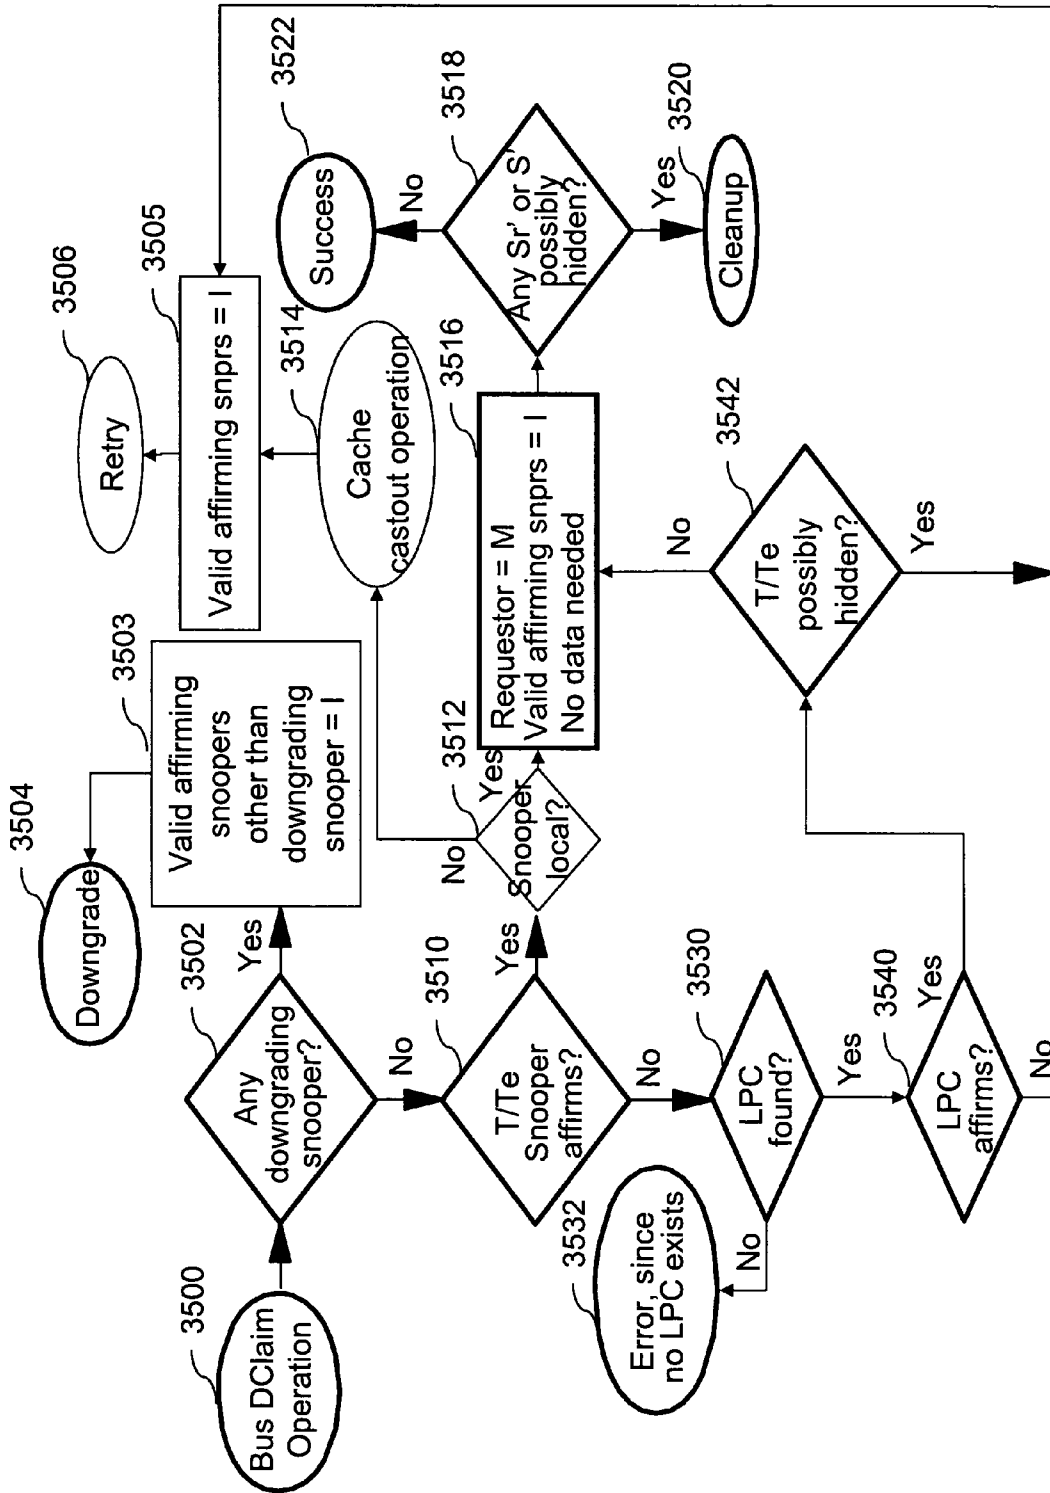 3500
Bus DClaim
Operation
3502
Any
downgrading
snooper?
Yes
No
3503
Valid affirming
snoopers
other than
downgrading
snooper = I
3504
Downgrade
3505
Valid affirming snprs = I
3506
Retry
3510
T/Te
Snooper
affirms?
Yes
No
3512
Snooper
local?
No
Yes
3514
Cache
castout operation
3516
Requestor = M
Valid affirming snprs = I
No data needed
3518
Any Sr' or S'
possibly
hidden?
No
Yes
3522
Success
3520
Cleanup
3530
LPC
found?
No
Yes
3532
Error, since
no LPC exists
3540
LPC
affirms?
Yes
No
3542
T/Te
possibly
hidden?
No
Yes